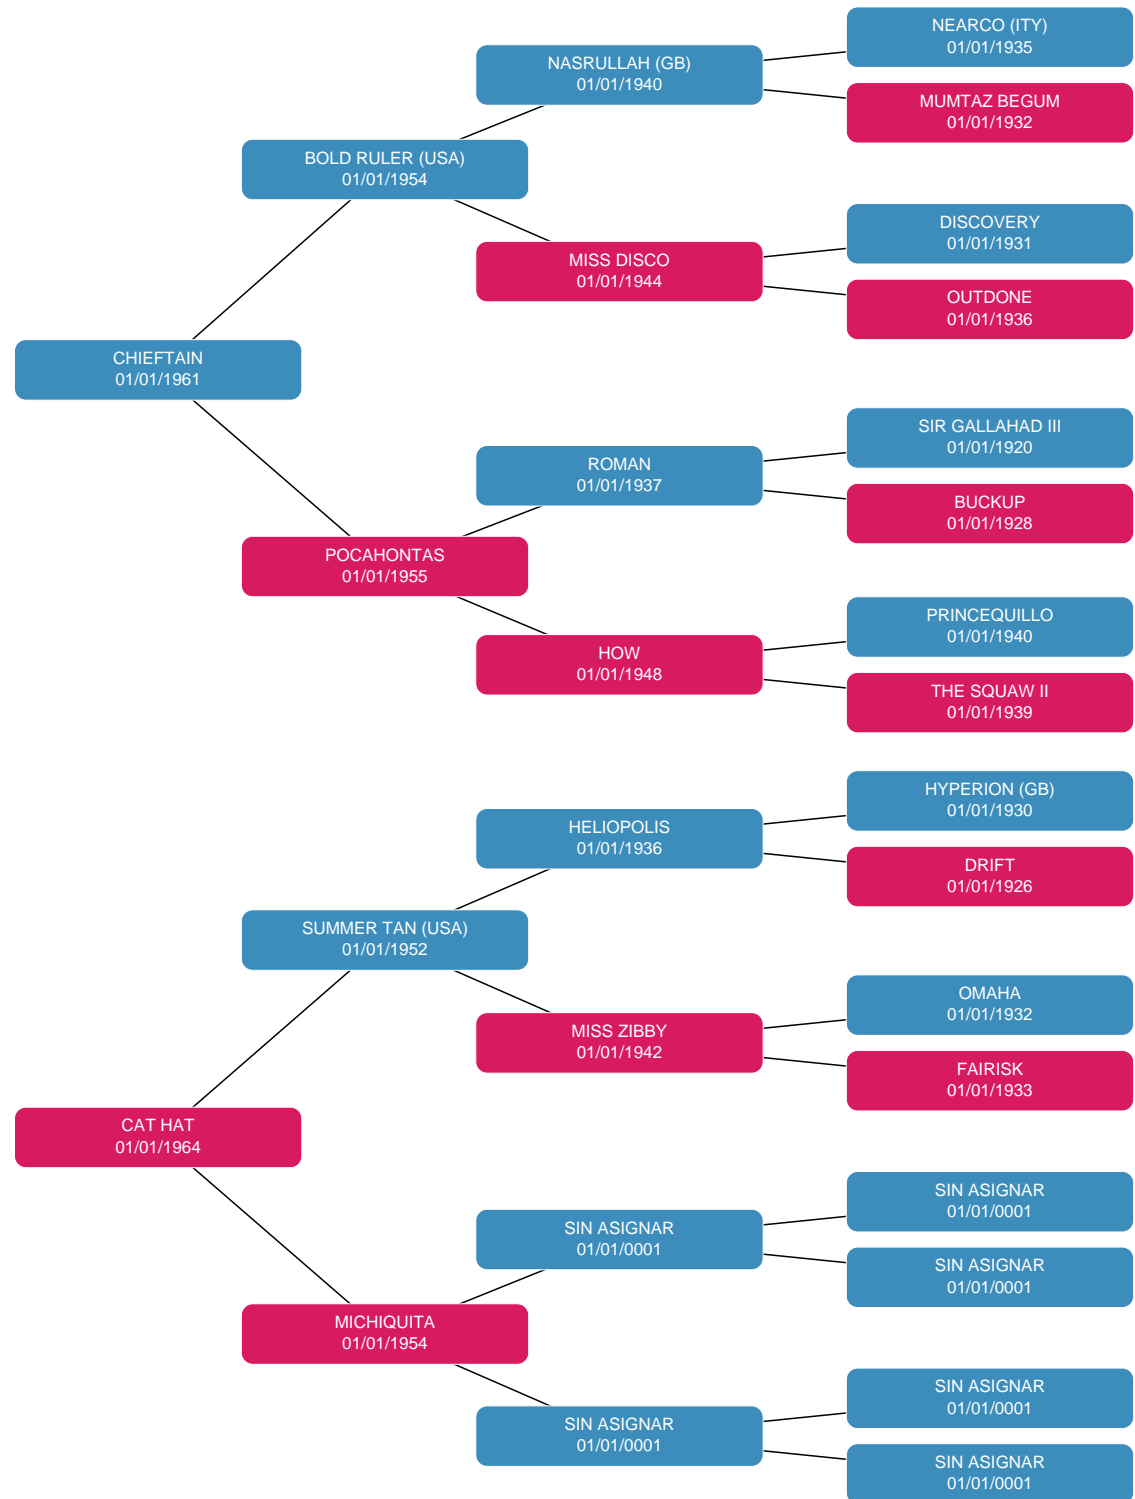 NEARCO (ITY)
01/01/1935
NASRULLAH (GB)
01/01/1940
MUMTAZ BEGUM
01/01/1932
BOLD RULER (USA)
01/01/1954
DISCOVERY
01/01/1931
MISS DISCO
01/01/1944
OUTDONE
01/01/1936
CHIEFTAIN
01/01/1961
SIR GALLAHAD III
01/01/1920
ROMAN
01/01/1937
BUCKUP
01/01/1928
POCAHONTAS
01/01/1955
PRINCEQUILLO
01/01/1940
HOW
01/01/1948
THE SQUAW II
01/01/1939
HYPERION (GB)
01/01/1930
HELIOPOLIS
01/01/1936
DRIFT
01/01/1926
SUMMER TAN (USA)
01/01/1952
OMAHA
01/01/1932
MISS ZIBBY
01/01/1942
FAIRISK
01/01/1933
CAT HAT
01/01/1964
SIN ASIGNAR
01/01/0001
SIN ASIGNAR
01/01/0001
SIN ASIGNAR
01/01/0001
MICHIQUITA
01/01/1954
SIN ASIGNAR
01/01/0001
SIN ASIGNAR
01/01/0001
SIN ASIGNAR
01/01/0001